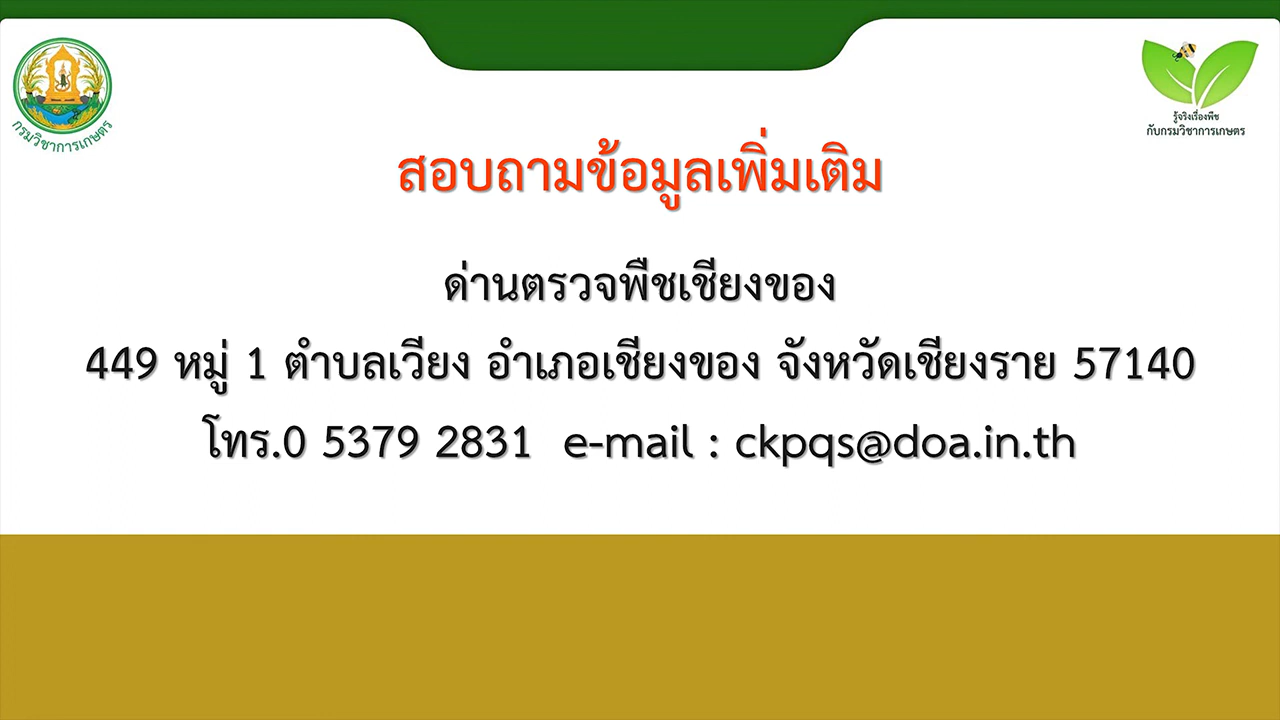 กรมวิชาการเกษตร
รู้จริงเรื่องพืช
กับกรมวิชาการเกษตร
สอบถามข้อมูลเพิ่มเติม
ด่านตรวจพืชเชียงของ
449 หมู่ 1 ตำบลเวียง อำเภอเชียงของ จังหวัดเชียงราย 57140
โทร.0 5379 2831 e-mail : ckpqs@doa.in.th